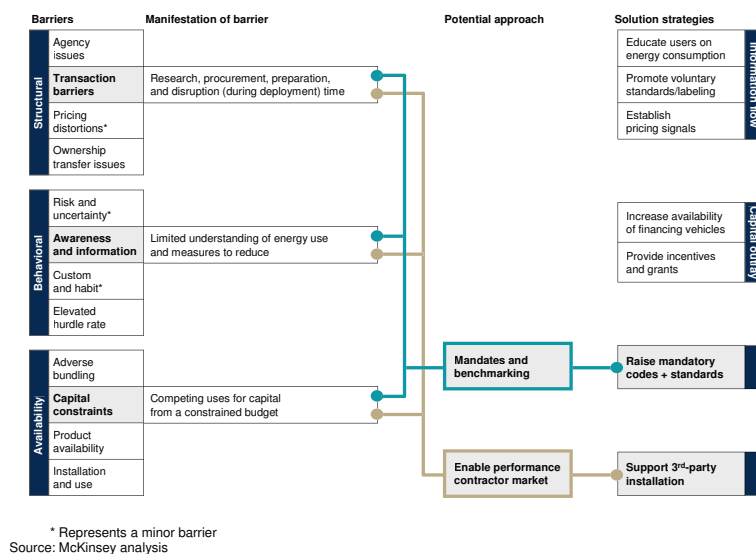 Barriers
Manifestation of barrier
Potential approach
Solution strategies
Structural
Agency
issues
Transaction
barriers
Research, procurement, preparation,
and disruption (during deployment) time
Pricing
distortions*
Ownership
transfer issues
Educate users on
energy consumption
Promote voluntary
standards/labeling
Establish
pricing signals
Information flow
Behavioral
Risk and
uncertainty*
Awareness
and information
Limited understanding of energy use
and measures to reduce
Custom
and habit*
Elevated
hurdle rate
Increase availability
of financing vehicles
Provide incentives
and grants
Capital outlay
Availability
Adverse
bundling
Capital
constraints
Competing uses for capital
from a constrained budget
Product
availability
Installation
and use
Mandates and
benchmarking
Raise mandatory
codes + standards
Enable performance
contractor market
Support 3rd-party
installation
* Represents a minor barrier
Source: McKinsey analysis